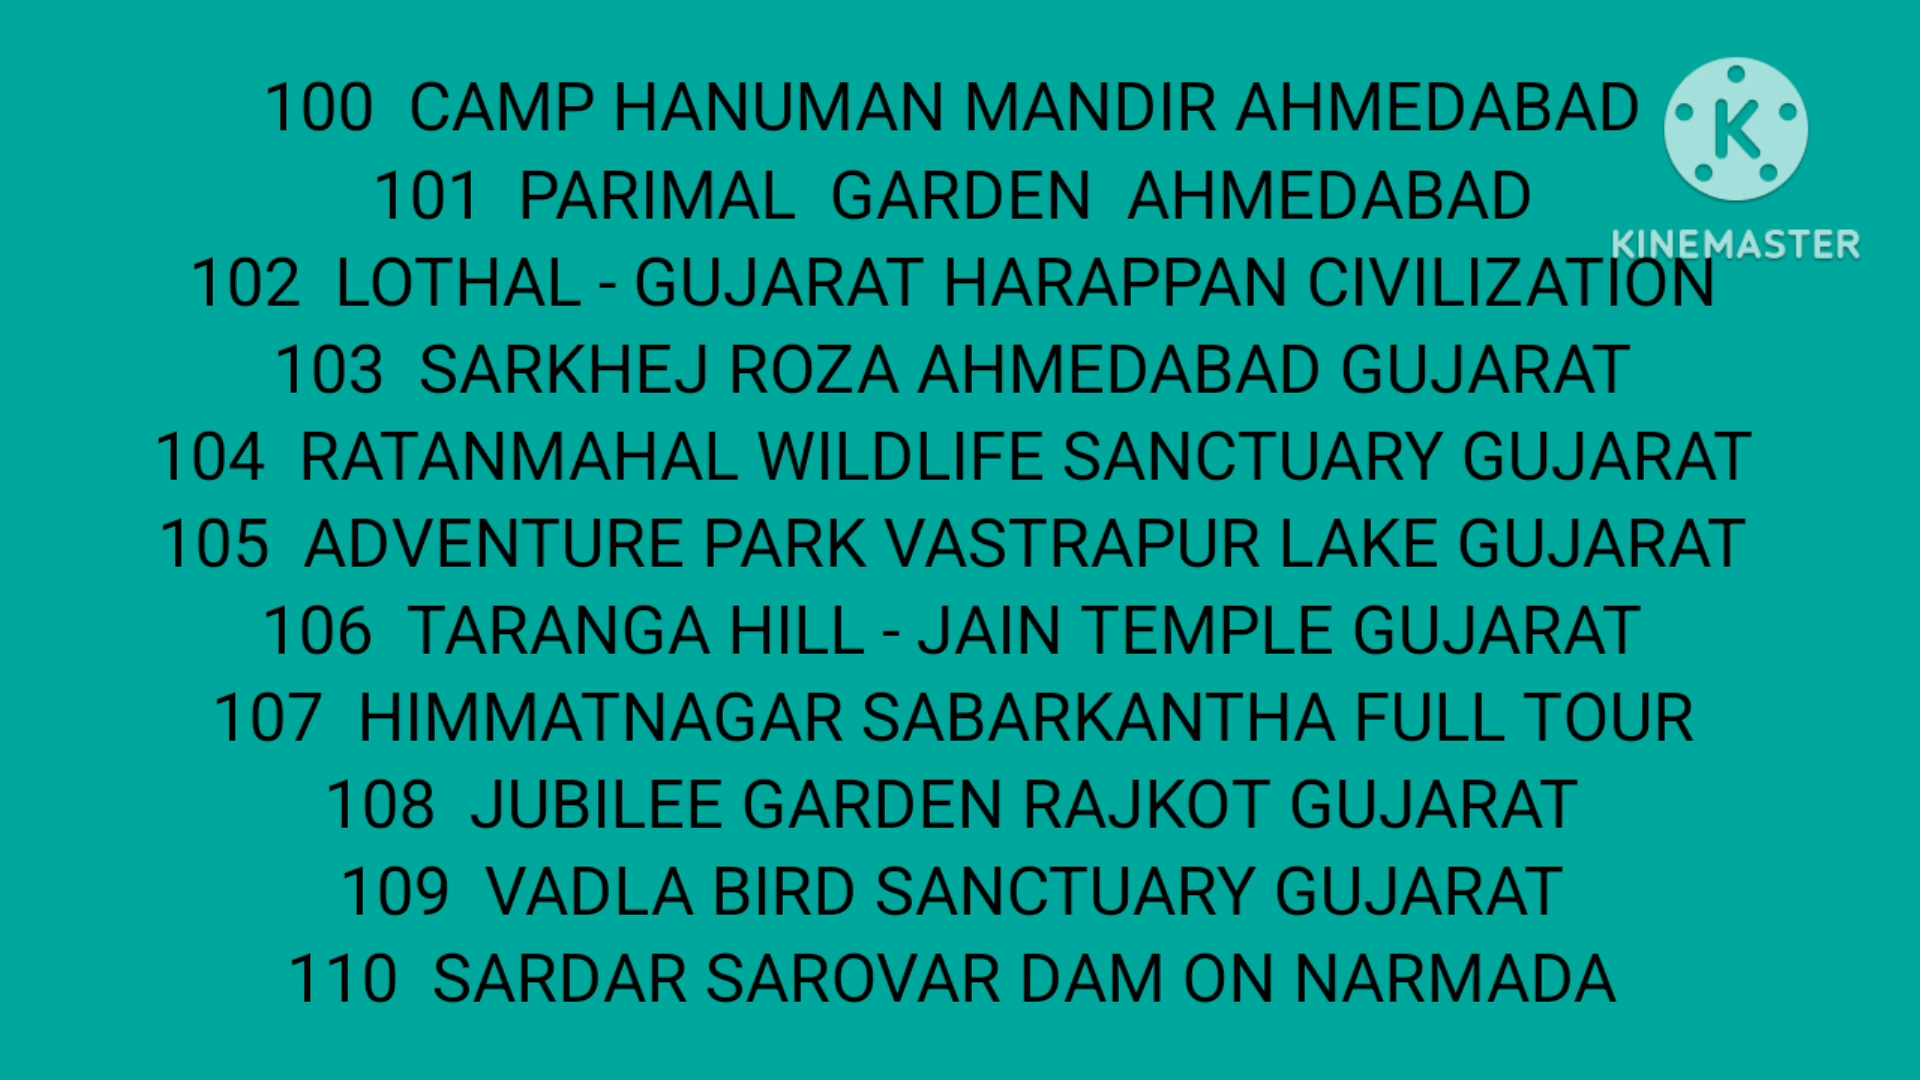 100 CAMP HANUMAN MANDIR AHMEDABAD
101 PARIMAL GARDEN AHMEDABAD
KINEMASTER
102 LOTHAL - GUJARAT HARAPPAN CIVILIZATION
103 SARKHEJ ROZA AHMEDABAD GUJARAT
104 RATANMAHAL WILDLIFE SANCTUARY GUJARAT
105 ADVENTURE PARK VASTRAPUR LAKE GUJARAT
106 TARANGA HILL - JAIN TEMPLE GUJARAT
107 HIMMATNAGAR SABARKANTHA FULL TOUR
108 JUBILEE GARDEN RAJKOT GUJARAT
109 VADLA BIRD SANCTUARY GUJARAT
110 SARDAR SAROVAR DAM ON NARMADA